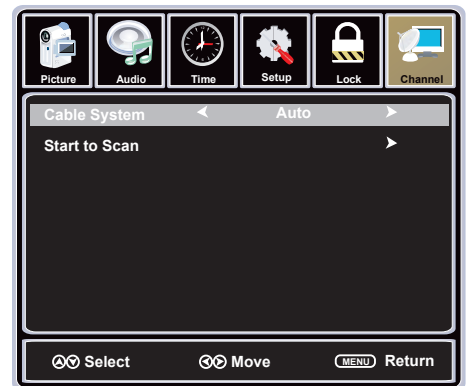 Picture Audio Time Setup Lock Channel
Cable System Auto
Start to Scan
Select Move MENU Return